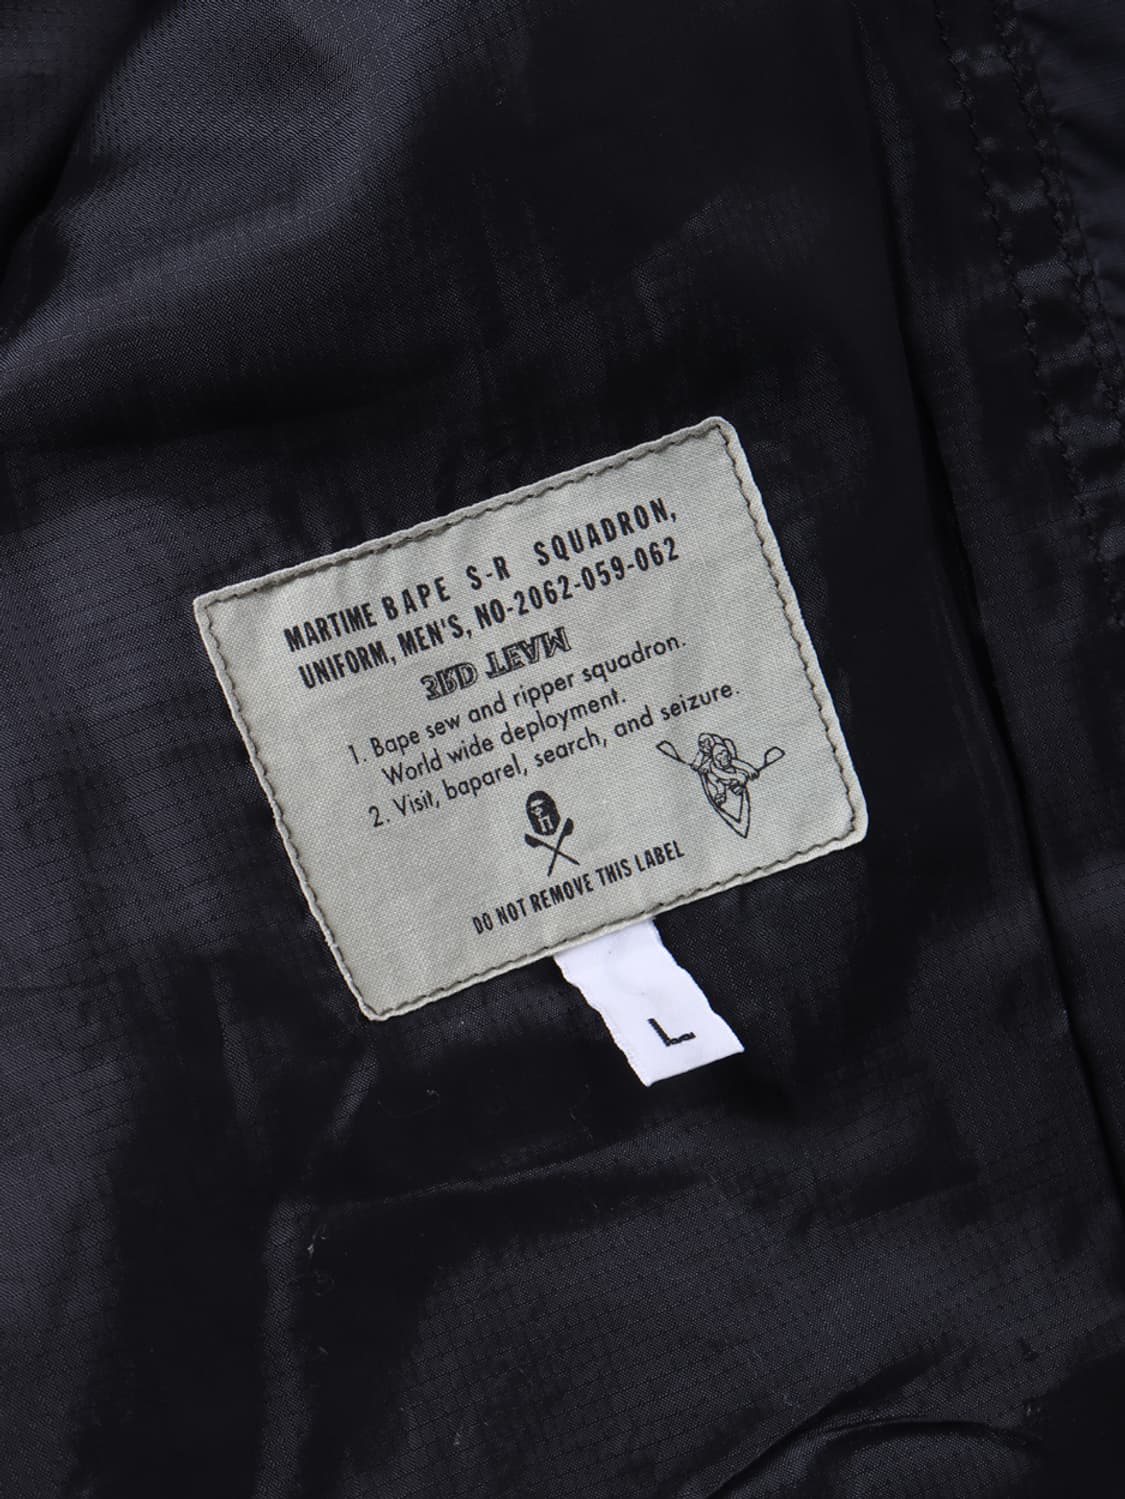 MARTIME BAPE S-R SQUADRON,
UNIFORM, MEN'S, NO-2062-059-062
3RD TEAM
1. Bape sew and ripper squadron.
World wide deployment.
2. Visit, baparel, search, and seizure.
DO NOT REMOVE THIS LABEL
L